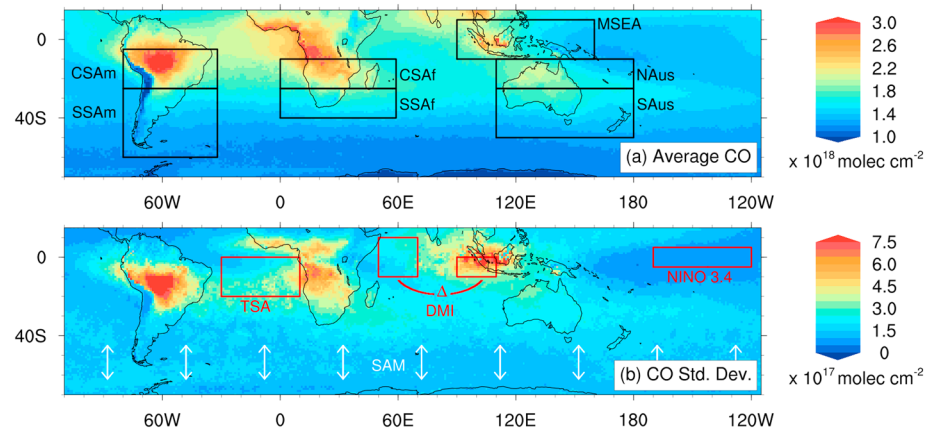 0
40S
CSAm
SSAm
CSAf
SSAf
MSEA
NAus
SAus
(a) Average CO
60W
0
60E
120E
180
120W
3.0
2.6
2.2
1.8
1.4
1.0
x 10¹⁸ molec cm⁻²
0
40S
TSA
Δ
DMI
NINO 3.4
SAM
(b) CO Std. Dev.
60W
0
60E
120E
180
120W
7.5
6.0
4.5
3.0
1.5
0
x 10¹⁷ molec cm⁻²